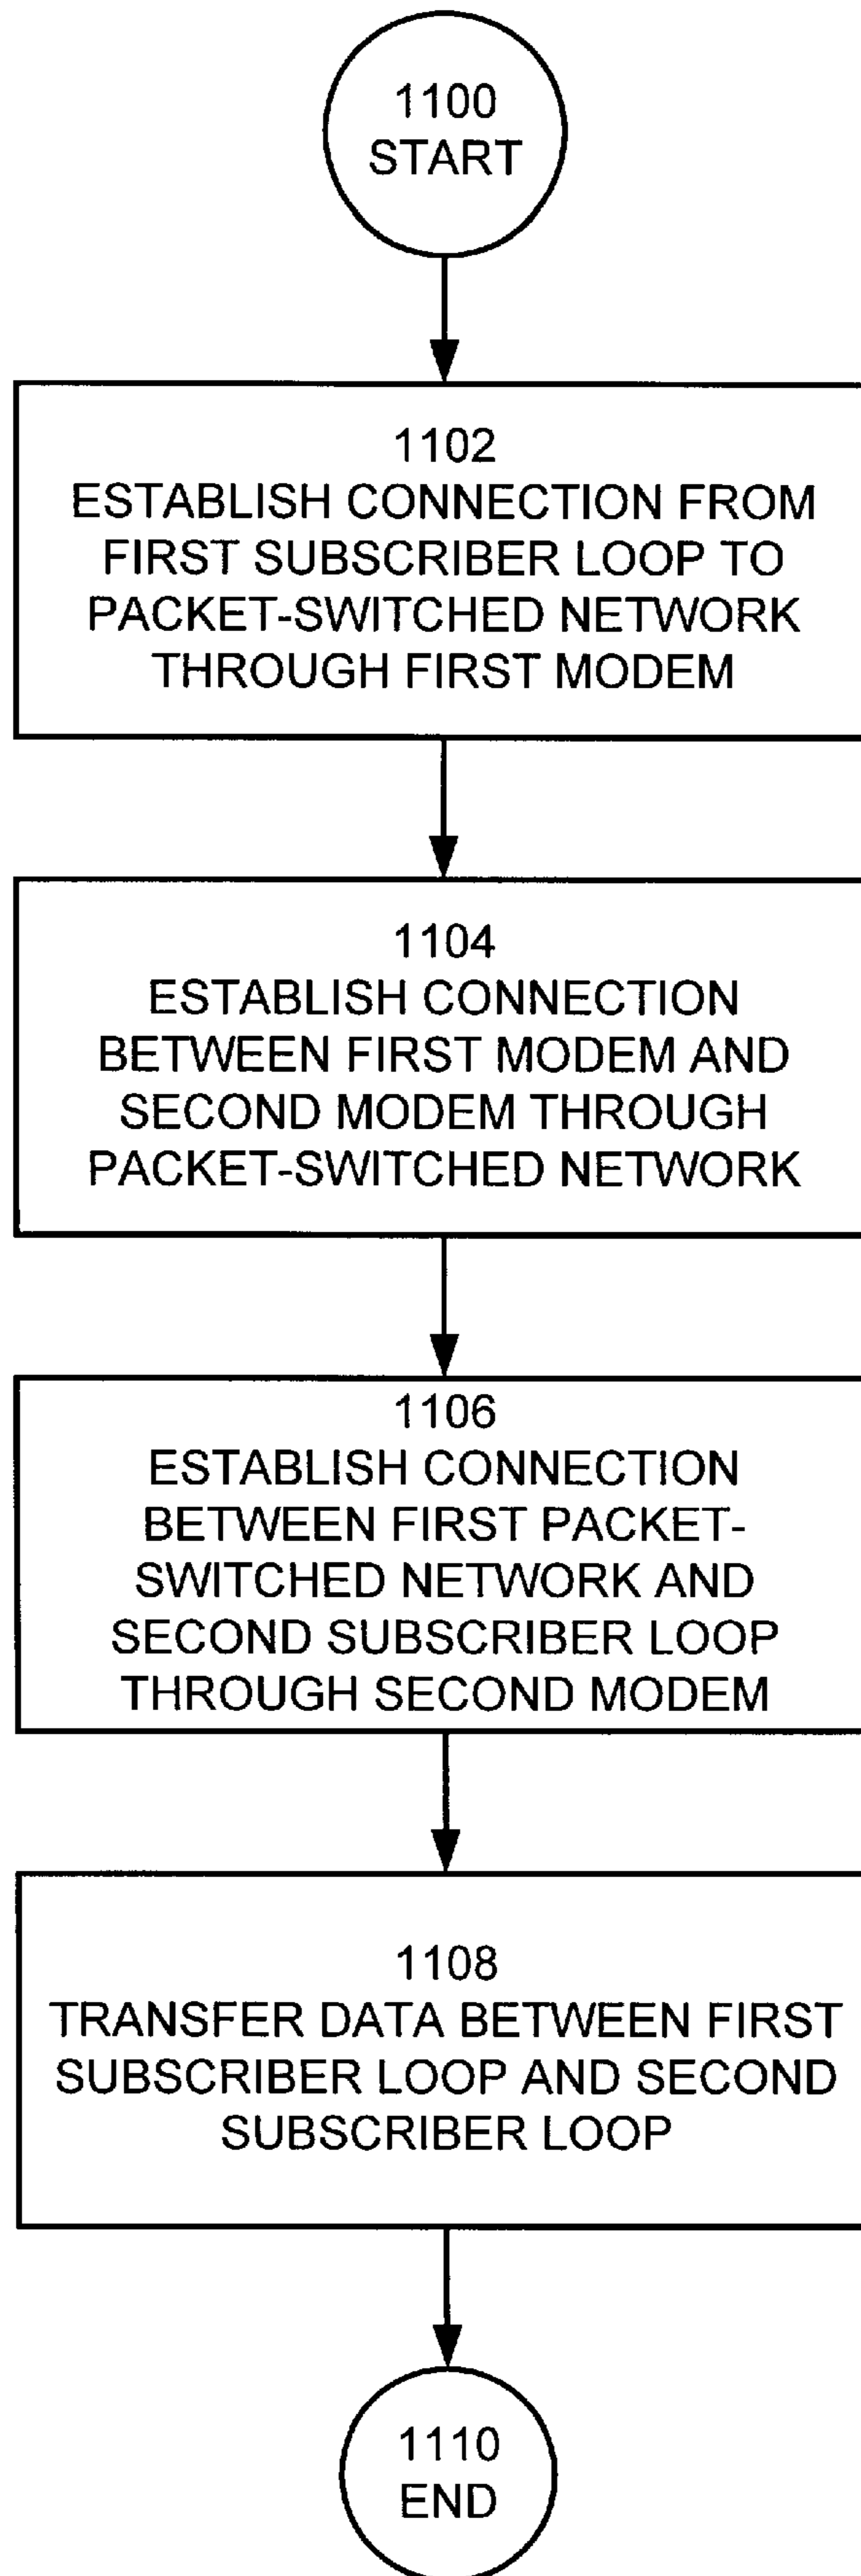 1100
START
1102
ESTABLISH CONNECTION FROM
FIRST SUBSCRIBER LOOP TO
PACKET-SWITCHED NETWORK
THROUGH FIRST MODEM
1104
ESTABLISH CONNECTION
BETWEEN FIRST MODEM AND
SECOND MODEM THROUGH
PACKET-SWITCHED NETWORK
1106
ESTABLISH CONNECTION
BETWEEN FIRST PACKET-
SWITCHED NETWORK AND
SECOND SUBSCRIBER LOOP
THROUGH SECOND MODEM
1108
TRANSFER DATA BETWEEN FIRST
SUBSCRIBER LOOP AND SECOND
SUBSCRIBER LOOP
1110
END